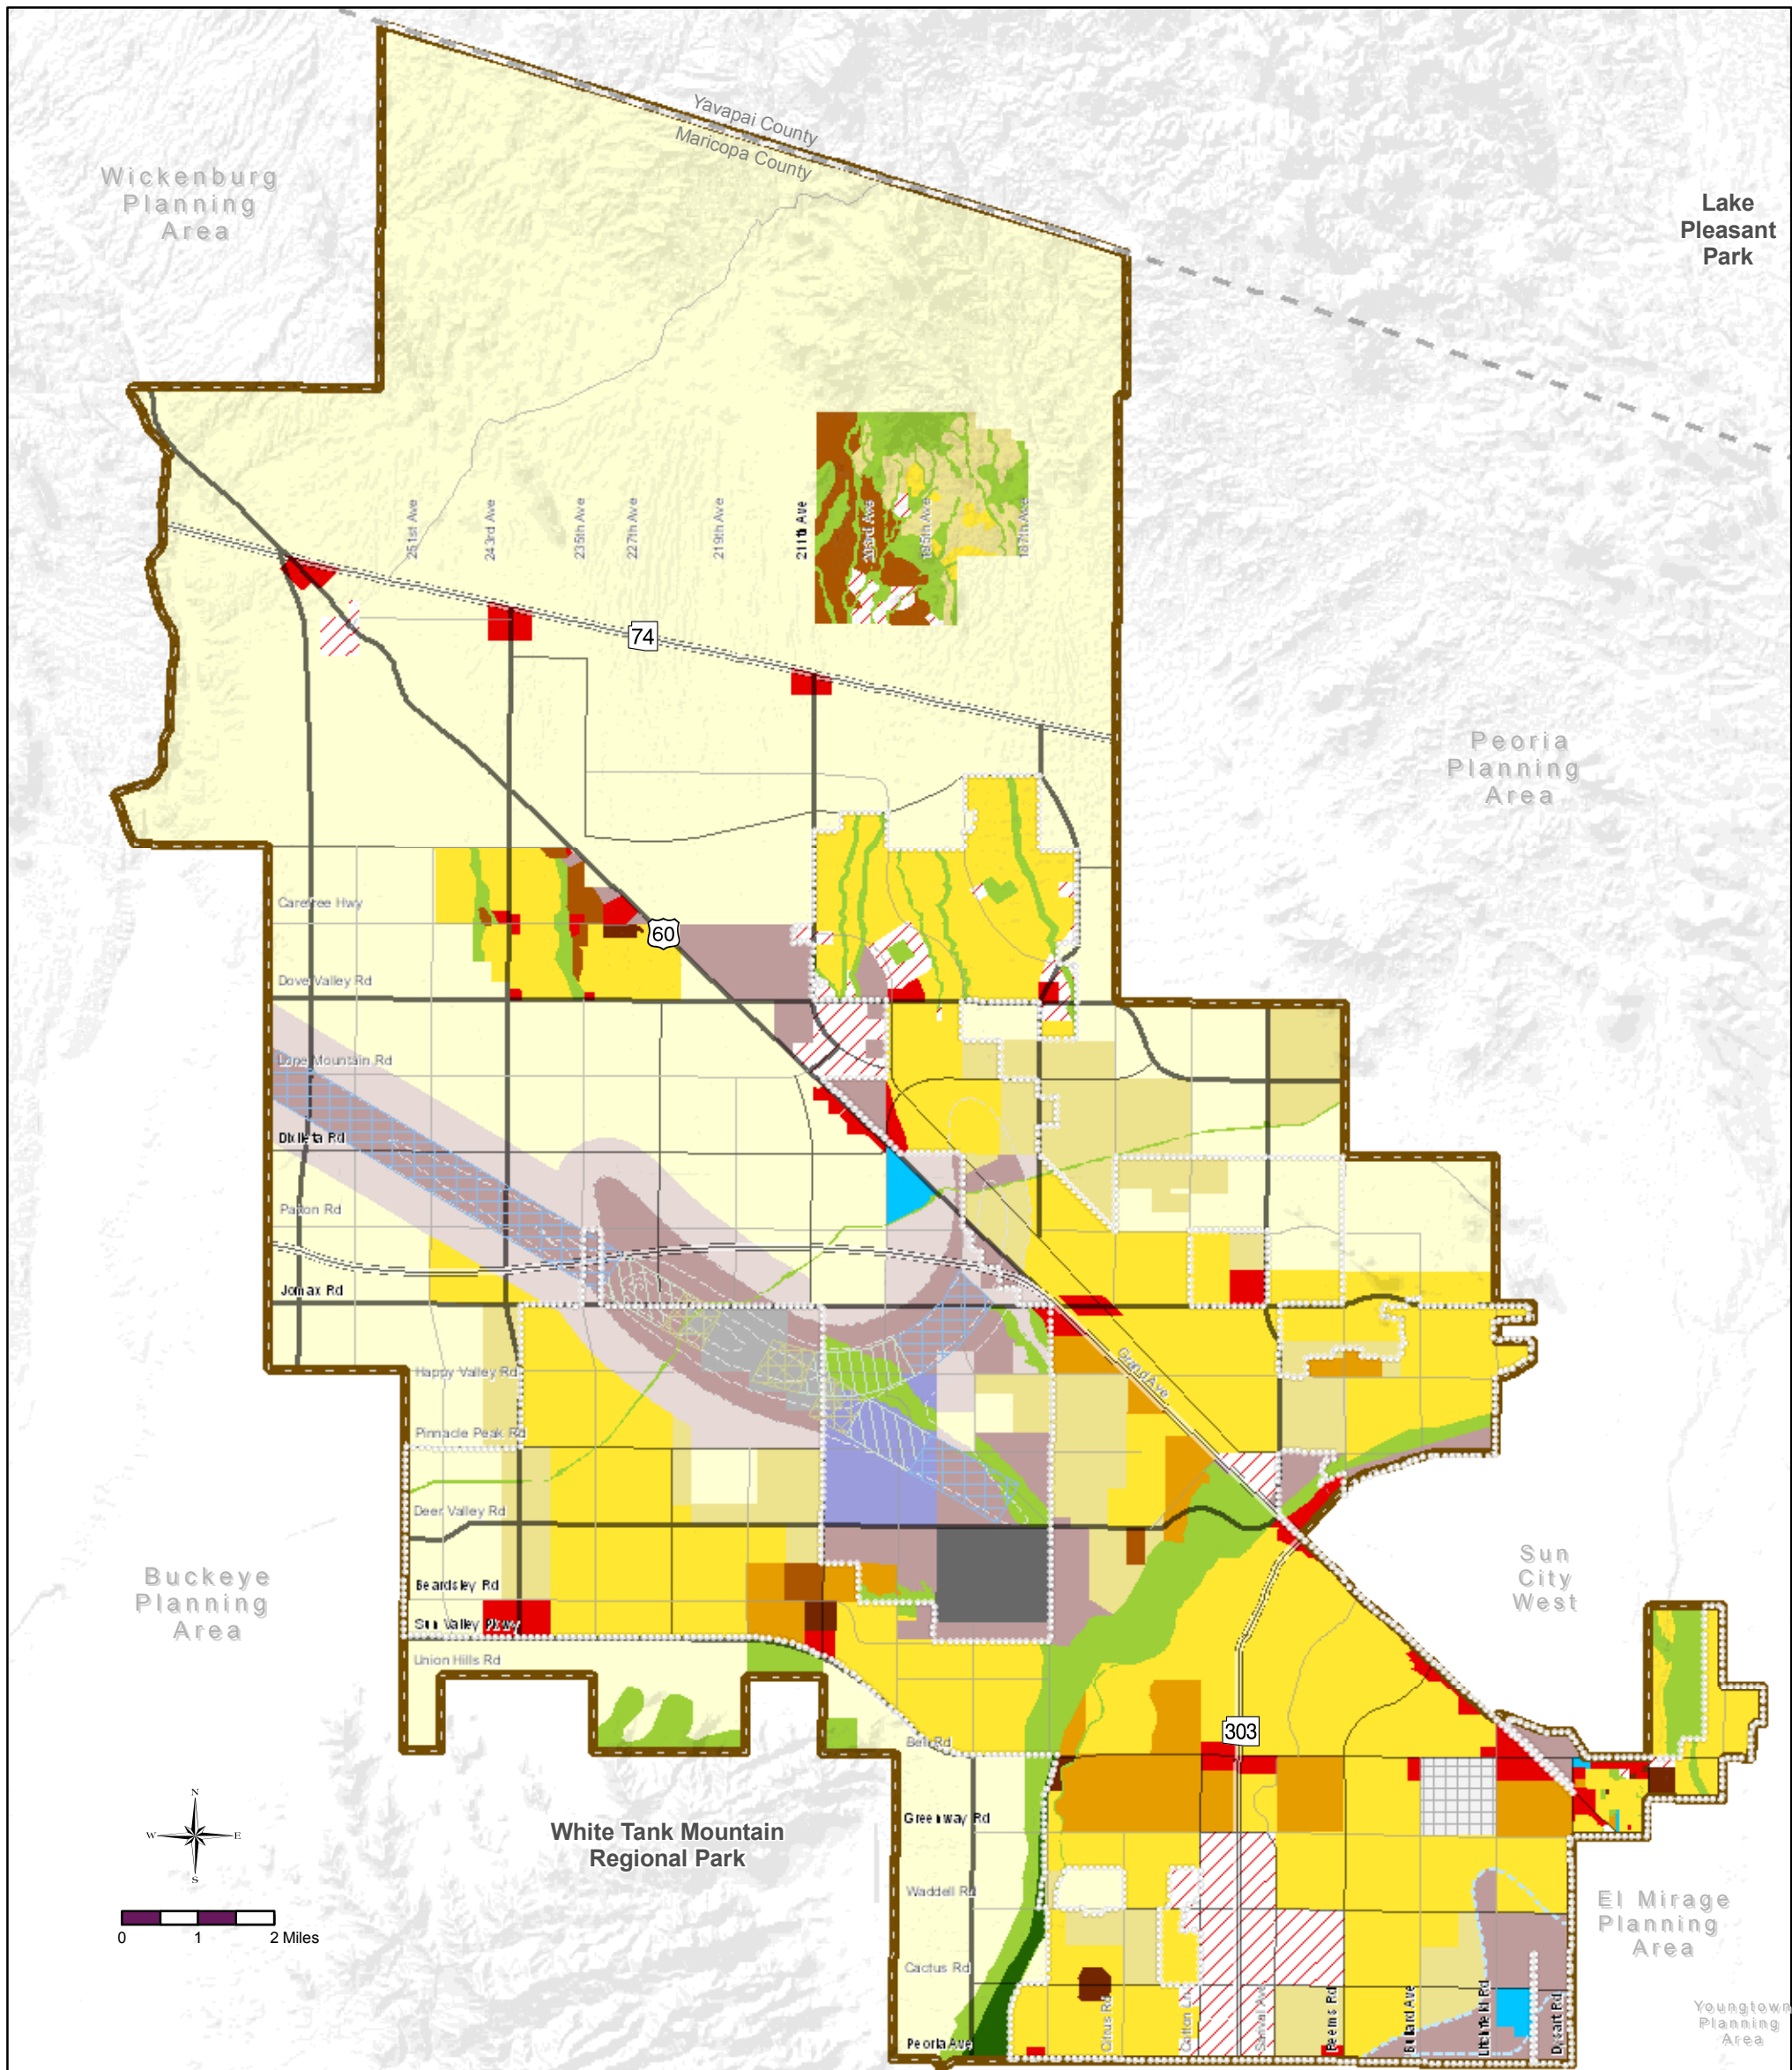 Yavapai County
Maricopa County
Wickenburg
Planning
Area
Lake
Pleasant
Park
251st Ave
243rd Ave
235th Ave
227th Ave
219th Ave
211th Ave
195th Ave
187th Ave
74
Peoria
Planning
Area
Carefree Hwy
60
Dove Valley Rd
Lone Mountain Rd
Dixileta Rd
Patton Rd
Jomax Rd
Grand Ave
Happy Valley Rd
Pinnacle Peak Rd
Deer Valley Rd
Buckeye
Planning
Area
Beardsley Rd
Sun Valley Pkwy
Union Hills Rd
Sun
City
West
303
Bell Rd
N
W
E
S
White Tank Mountain
Regional Park
Greenway Rd
Waddell Rd
El Mirage
Planning
Area
0 1 2 Miles
Cactus Rd
Citrus Rd
Cotton Ln
Sarival Ave
Reems Rd
Bullard Ave
Litchfield Rd
Dysart Rd
Youngtown
Planning
Area
Peoria Ave